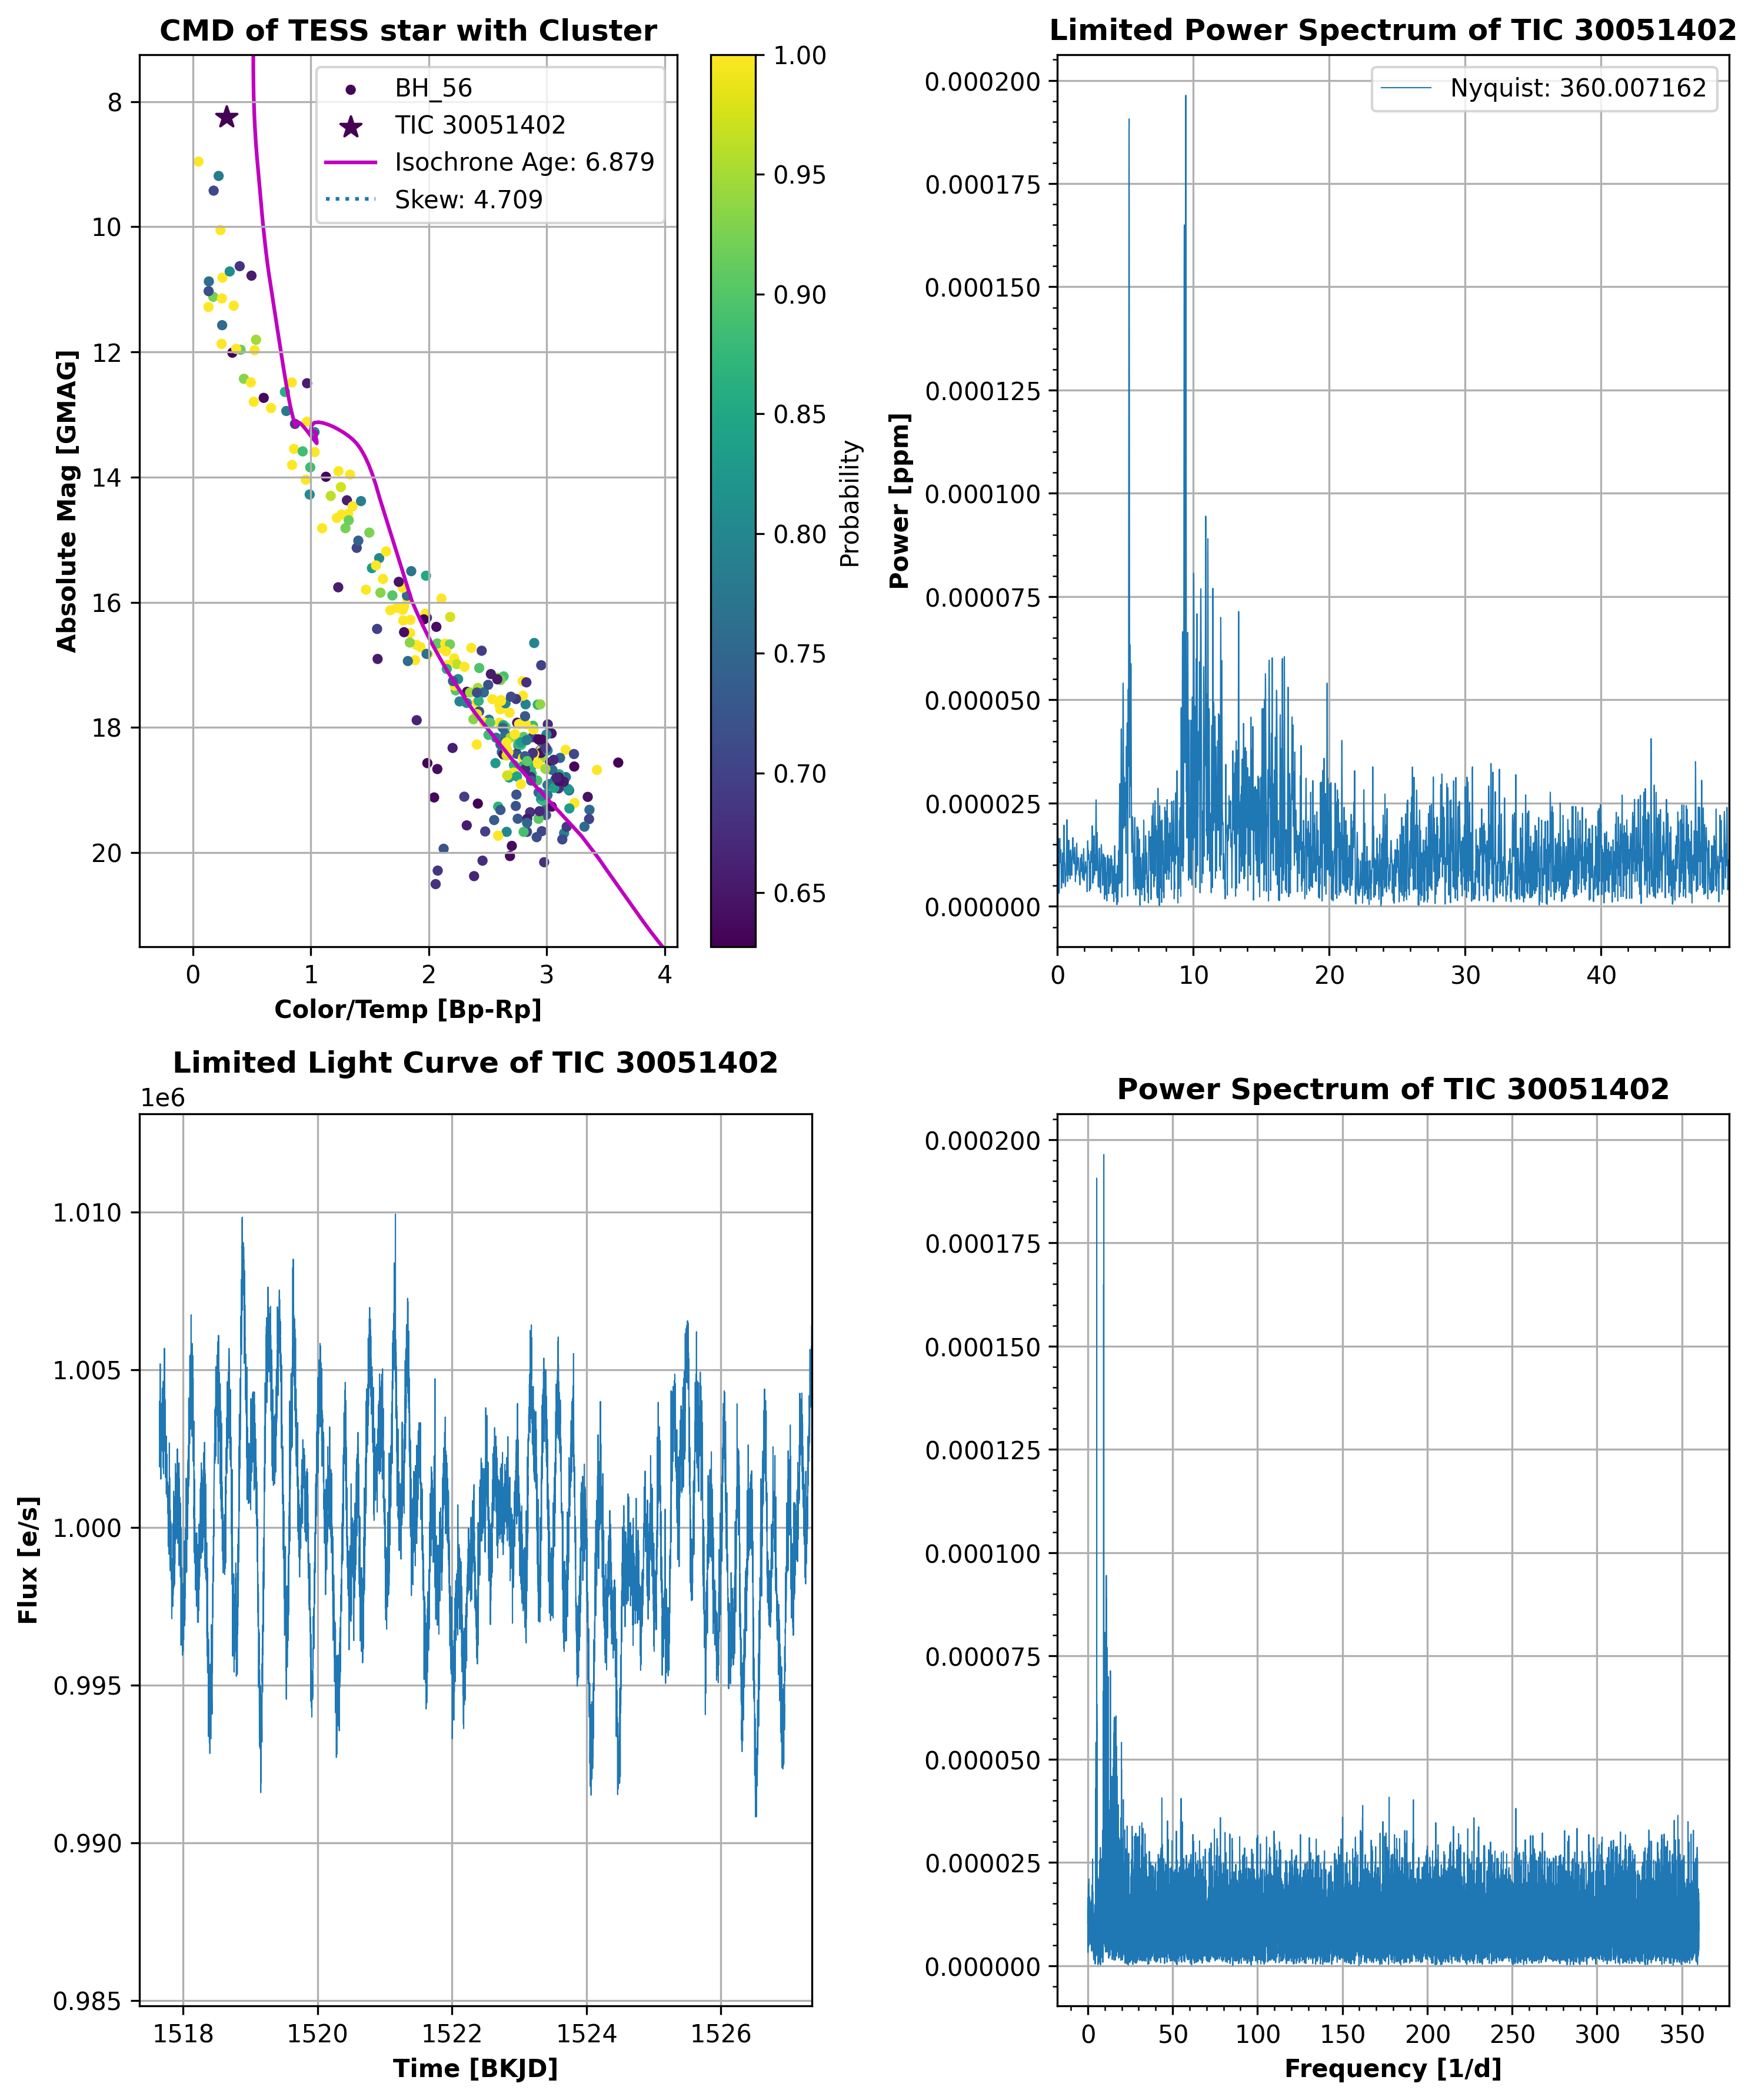 CMD of TESS star with Cluster
BH_56
TIC 30051402
Isochrone Age: 6.879
Skew: 4.709
8
10
12
14
16
18
20
Absolute Mag [GMAG]
0 1 2 3 4
Color/Temp [Bp-Rp]
1.00
0.95
0.90
0.85
0.80
0.75
0.70
0.65
Probability
Limited Power Spectrum of TIC 30051402
Nyquist: 360.007162
0.000200
0.000175
0.000150
0.000125
0.000100
0.000075
0.000050
0.000025
0.000000
Power [ppm]
0 10 20 30 40
Limited Light Curve of TIC 30051402
1e6
1.010
1.005
1.000
0.995
0.990
0.985
Flux [e/s]
1518 1520 1522 1524 1526
Time [BKJD]
Power Spectrum of TIC 30051402
0.000200
0.000175
0.000150
0.000125
0.000100
0.000075
0.000050
0.000025
0.000000
0 50 100 150 200 250 300 350
Frequency [1/d]